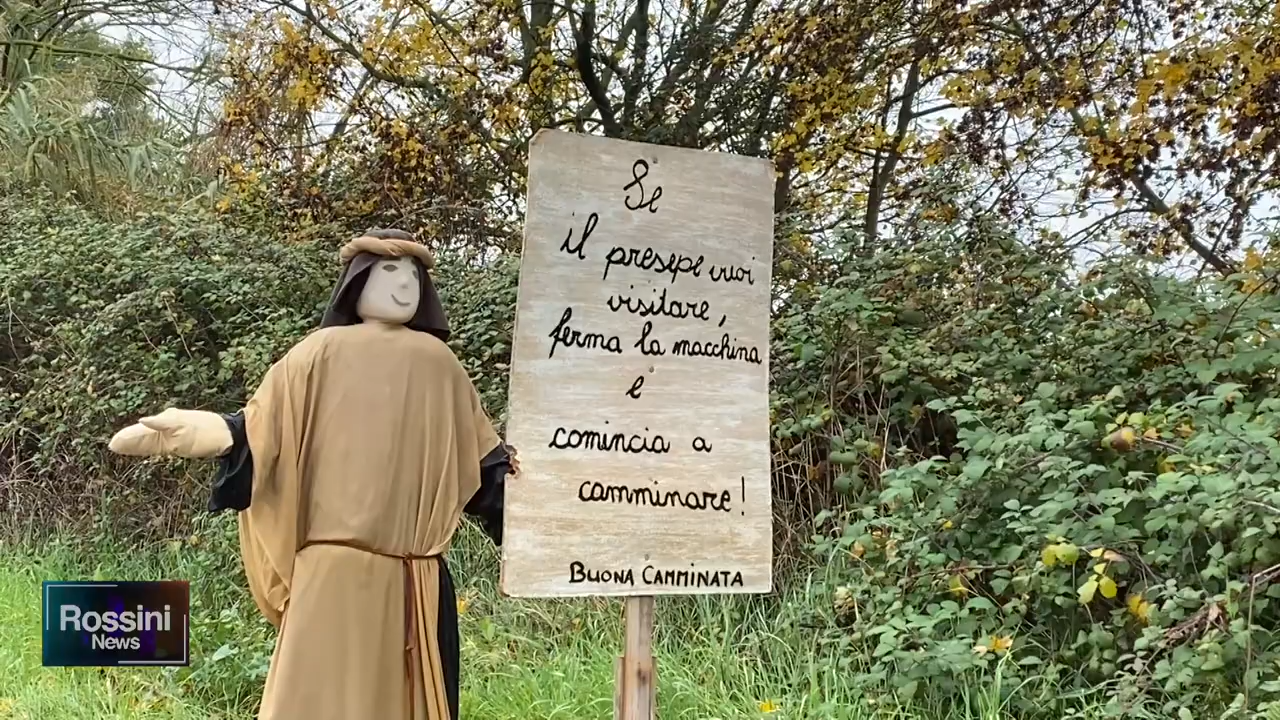 Se
il presepe vuoi
visitare,
ferma la macchina
e
comincia a
camminare!
BUONA CAMMINATA
Rossini
News